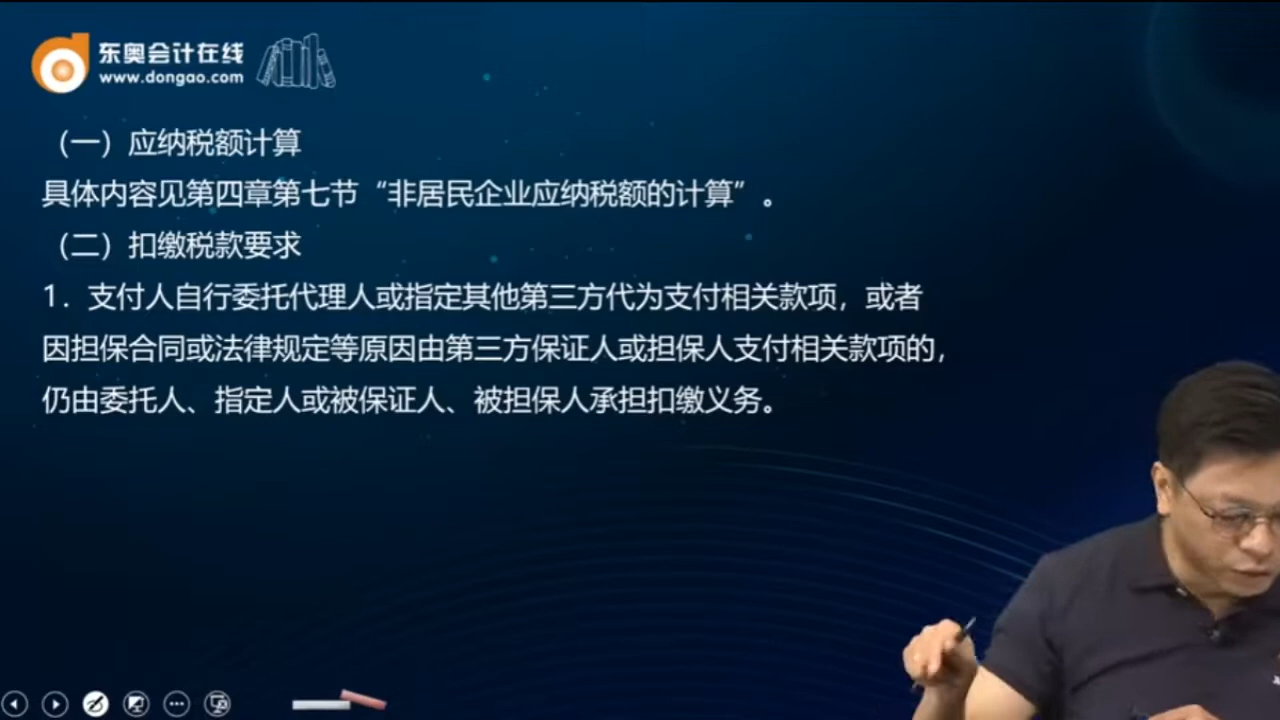 东奥会计在线
www.dongao.com
（一）应纳税额计算
具体内容见第四章第七节“非居民企业应纳税额的计算”。
（二）扣缴税款要求
1．支付人自行委托代理人或指定其他第三方代为支付相关款项，或者
因担保合同或法律规定等原因由第三方保证人或担保人支付相关款项的，
仍由委托人、指定人或被保证人、被担保人承担扣缴义务。